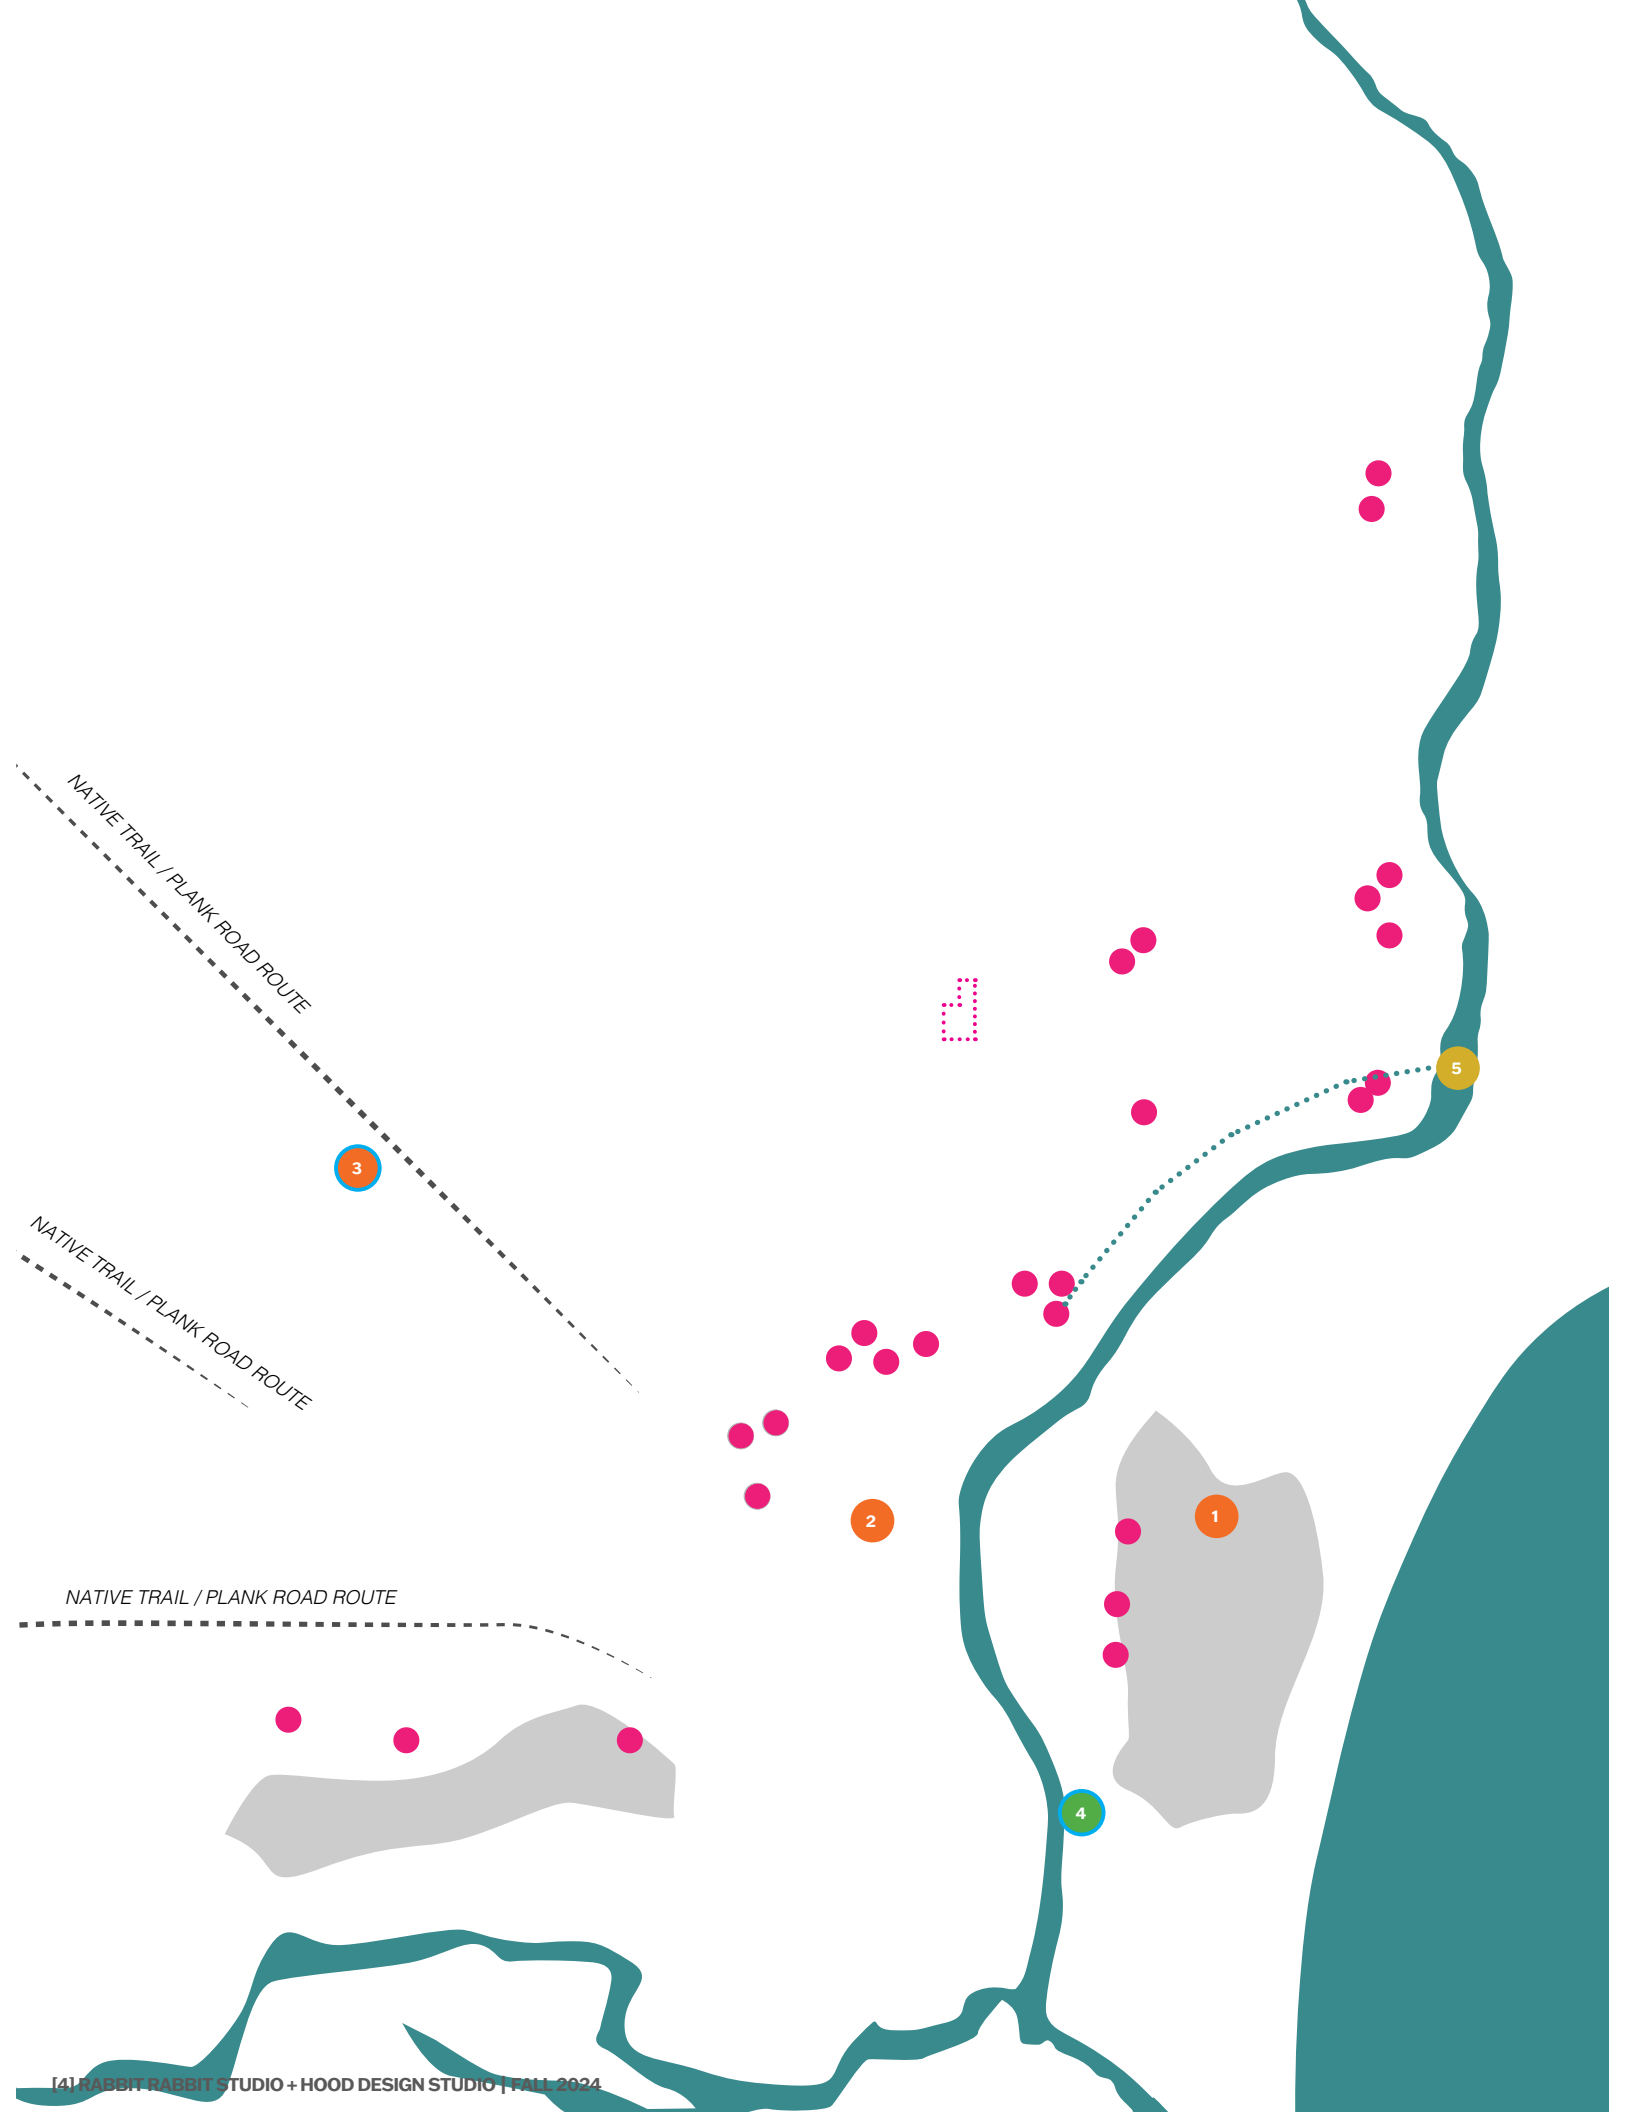 NATIVE TRAIL / PLANK ROAD ROUTE
5
3
NATIVE TRAIL / PLANK ROAD ROUTE
2
1
NATIVE TRAIL / PLANK ROAD ROUTE
4
[4] RABBIT RABBIT STUDIO + HOOD DESIGN STUDIO | FALL 2024